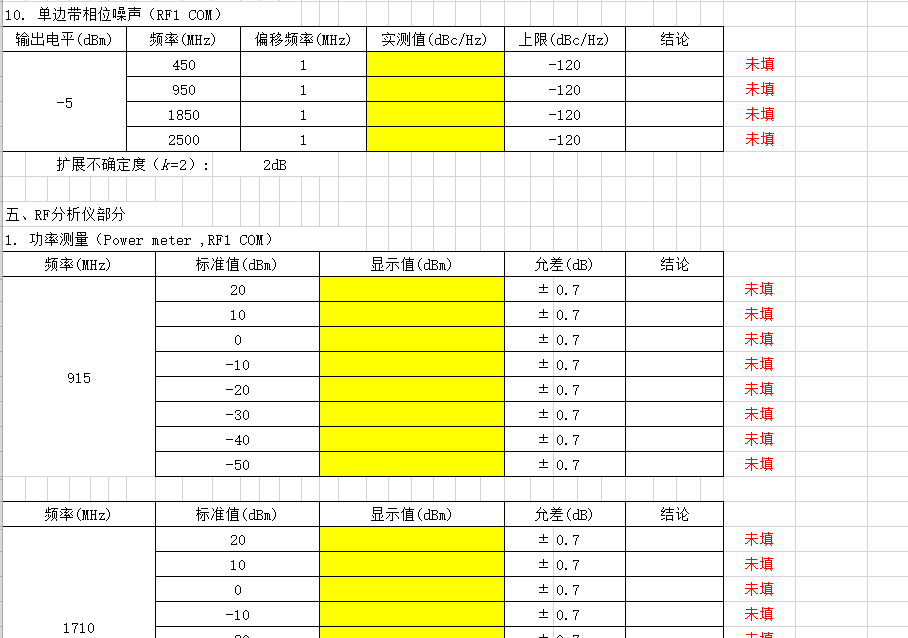 10. 单边带相位噪声（RF1 COM）
输出电平(dBm) 频率(MHz) 偏移频率(MHz) 实测值(dBc/Hz) 上限(dBc/Hz) 结论
450 1 -120 未填
950 1 -120 未填
-5
1850 1 -120 未填
2500 1 -120 未填
扩展不确定度（k=2）: 2dB
五、RF分析仪部分
1. 功率测量（Power meter ,RF1 COM）
频率(MHz) 标准值(dBm) 显示值(dBm) 允差(dB) 结论
20 ± 0.7 未填
10 ± 0.7 未填
0 ± 0.7 未填
-10 ± 0.7 未填
915
-20 ± 0.7 未填
-30 ± 0.7 未填
-40 ± 0.7 未填
-50 ± 0.7 未填
频率(MHz) 标准值(dBm) 显示值(dBm) 允差(dB) 结论
20 ± 0.7 未填
10 ± 0.7 未填
0 ± 0.7 未填
-10 ± 0.7 未填
1710